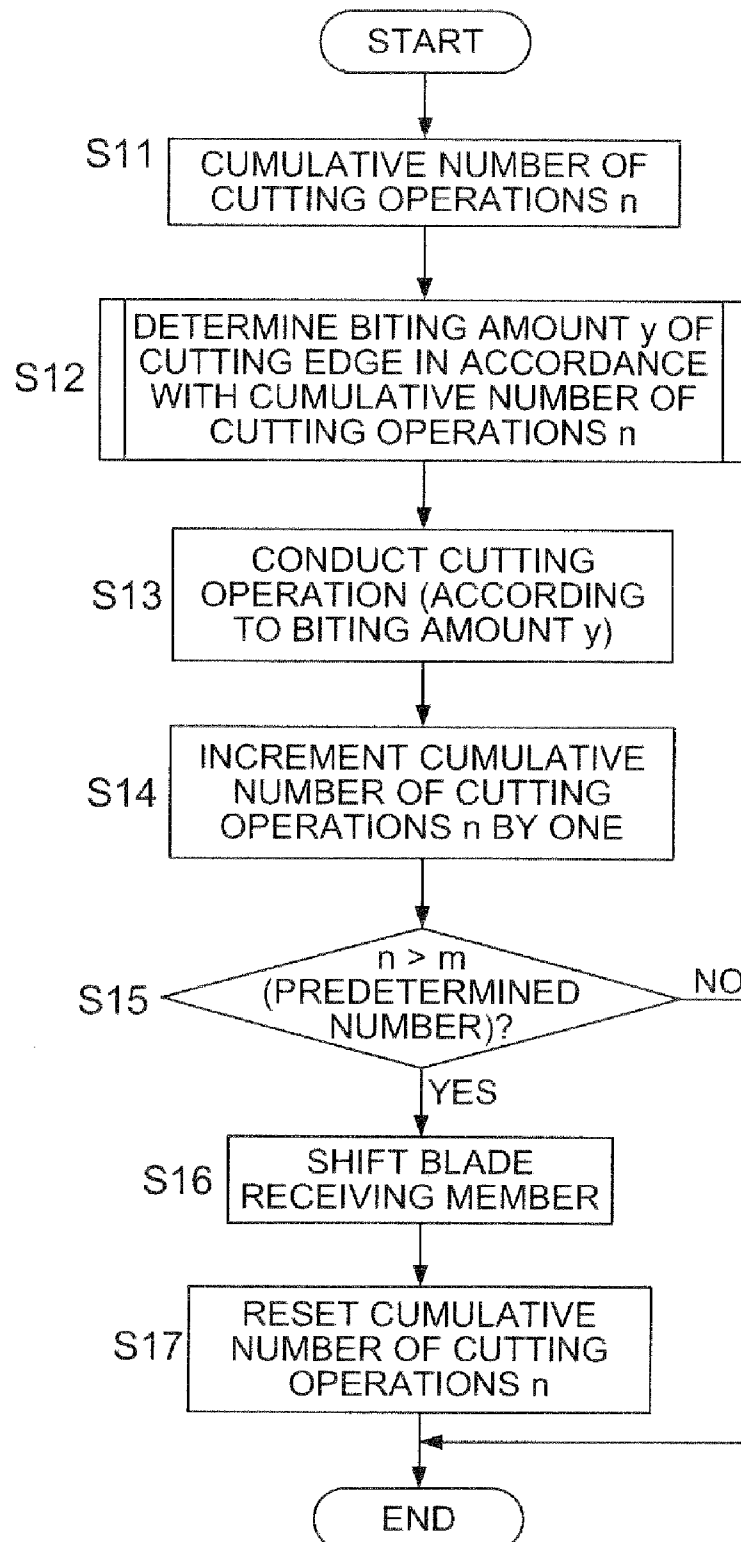 START
S11
CUMULATIVE NUMBER OF
CUTTING OPERATIONS n
S12
DETERMINE BITING AMOUNT y OF
CUTTING EDGE IN ACCORDANCE
WITH CUMULATIVE NUMBER OF
CUTTING OPERATIONS n
S13
CONDUCT CUTTING
OPERATION (ACCORDING
TO BITING AMOUNT y)
S14
INCREMENT CUMULATIVE
NUMBER OF CUTTING
OPERATIONS n BY ONE
S15
n > m
(PREDETERMINED
NUMBER)?
NO
YES
S16
SHIFT BLADE
RECEIVING MEMBER
S17
RESET CUMULATIVE
NUMBER OF CUTTING
OPERATIONS n
END